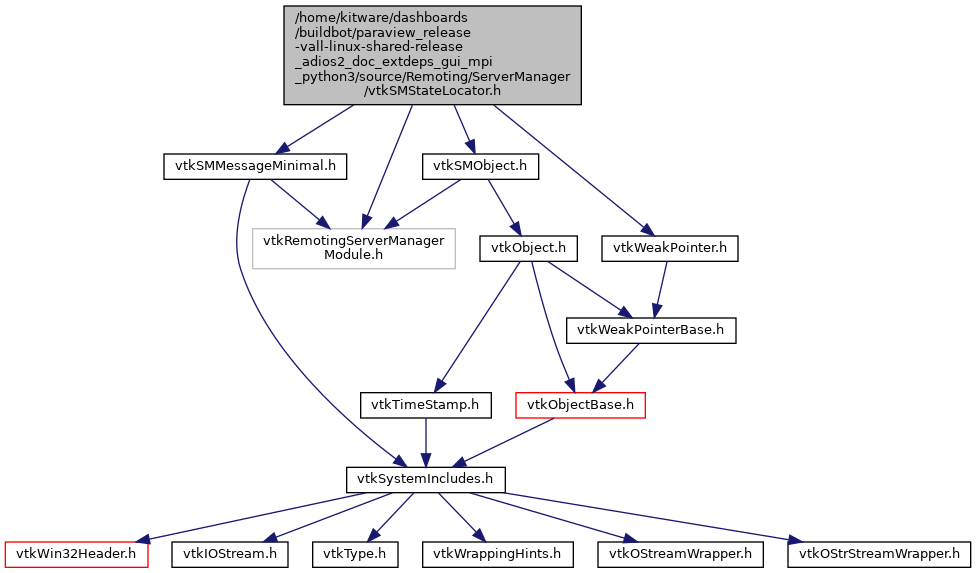 /home/kitware/dashboards
/buildbot/paraview_release
-vall-linux-shared-release
_adios2_doc_extdeps_gui_mpi
_python3/source/Remoting/ServerManager
/vtkSMStateLocator.h
vtkSMMessageMinimal.h
vtkSMObject.h
vtkRemotingServerManager
Module.h
vtkObject.h
vtkWeakPointer.h
vtkWeakPointerBase.h
vtkTimeStamp.h
vtkObjectBase.h
vtkSystemIncludes.h
vtkWin32Header.h
vtkIOStream.h
vtkType.h
vtkWrappingHints.h
vtkOStreamWrapper.h
vtkOStrStreamWrapper.h